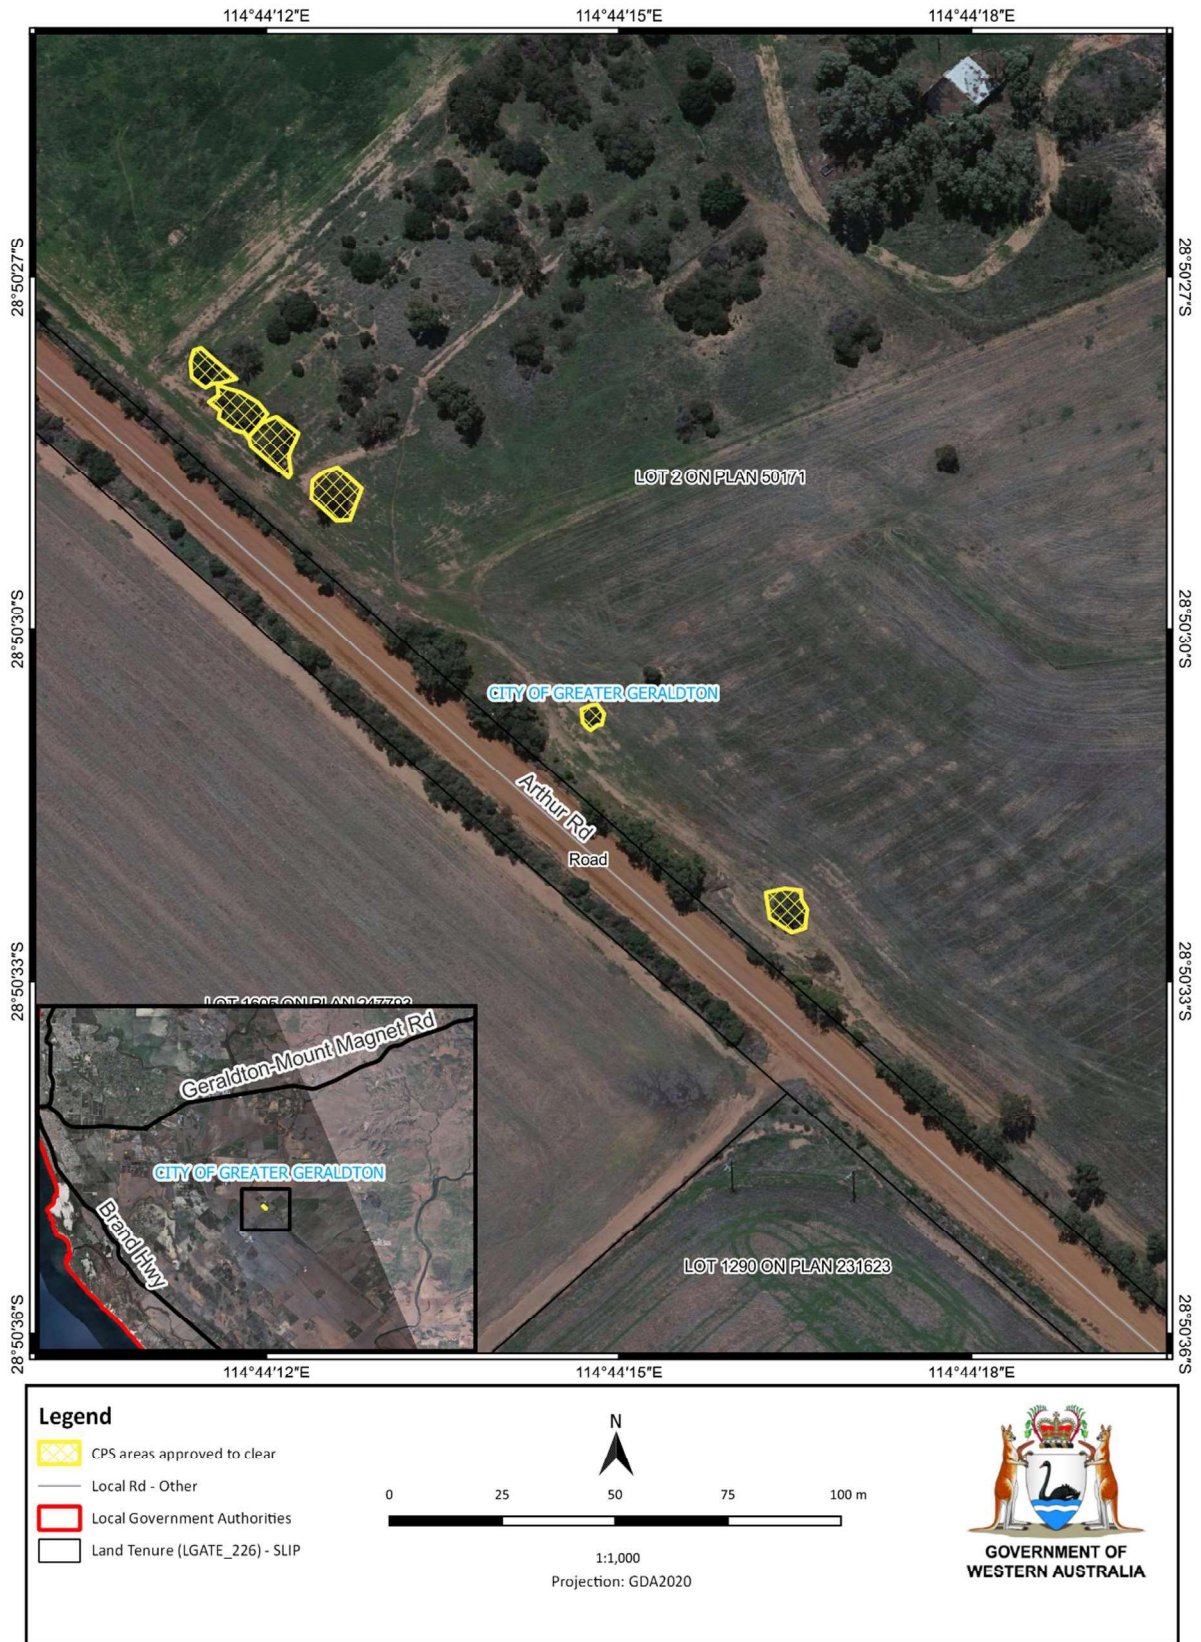 114°44'12"E 114°44'15"E 114°44'18"E
28°50'27"S 28°50'27"S
LOT 2 ON PLAN 50171
28°50'30"S 28°50'30"S
CITY OF GREATER GERALDTON
Arthur Rd
Road
28°50'33"S 28°50'33"S
LOT 1605 ON PLAN 247793
Geraldton-Mount Magnet Rd
CITY OF GREATER GERALDTON
Brand Hwy
LOT 1290 ON PLAN 231623
28°50'36"S 28°50'36"S
114°44'12"E 114°44'15"E 114°44'18"E
Legend
CPS areas approved to clear
Local Rd - Other
Local Government Authorities
Land Tenure (LGATE_226) - SLIP
N
0 25 50 75 100 m
1:1,000
Projection: GDA2020
GOVERNMENT OF
WESTERN AUSTRALIA